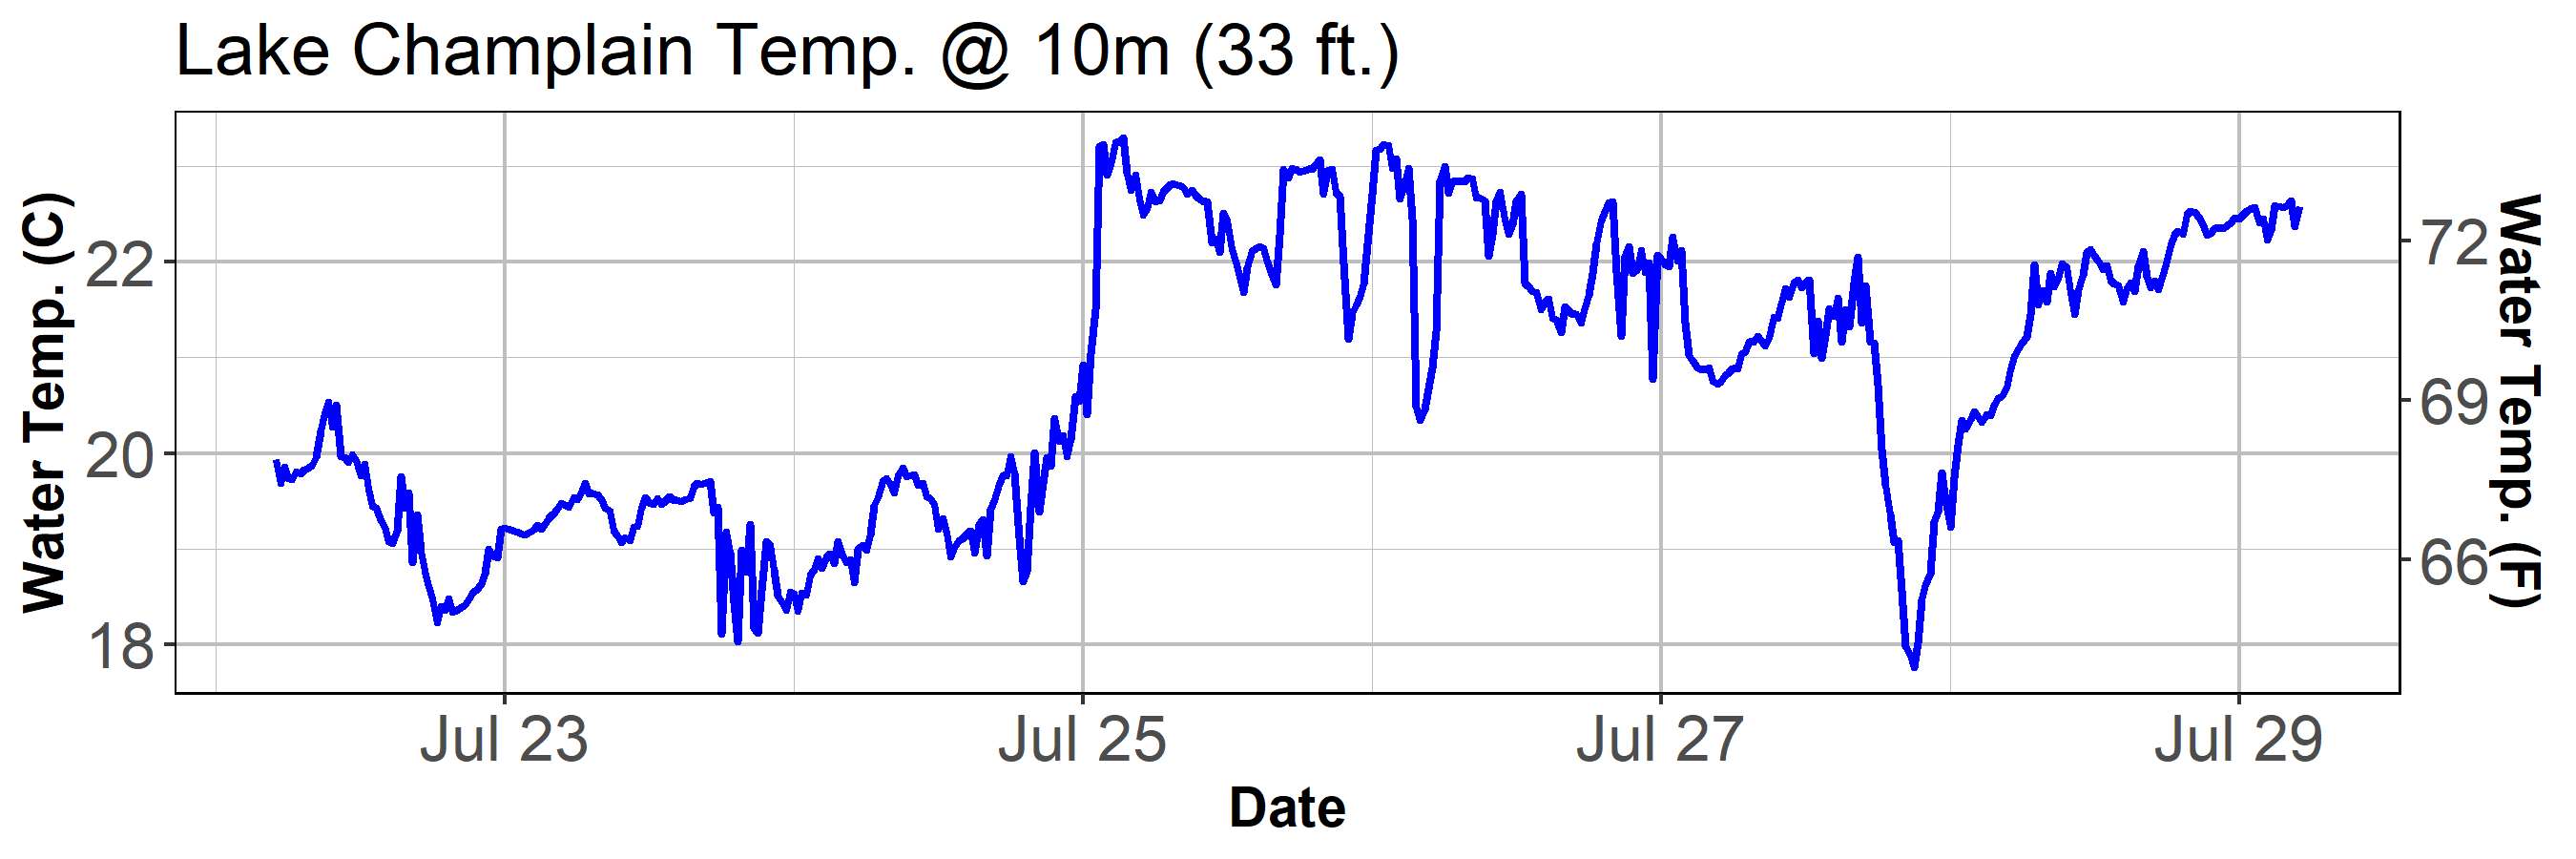 Lake Champlain Temp. @ 10m (33 ft.)
Water Temp. (C)
22
20
18
72
69
66
Water Temp. (F)
Jul 23
Jul 25
Jul 27
Jul 29
Date